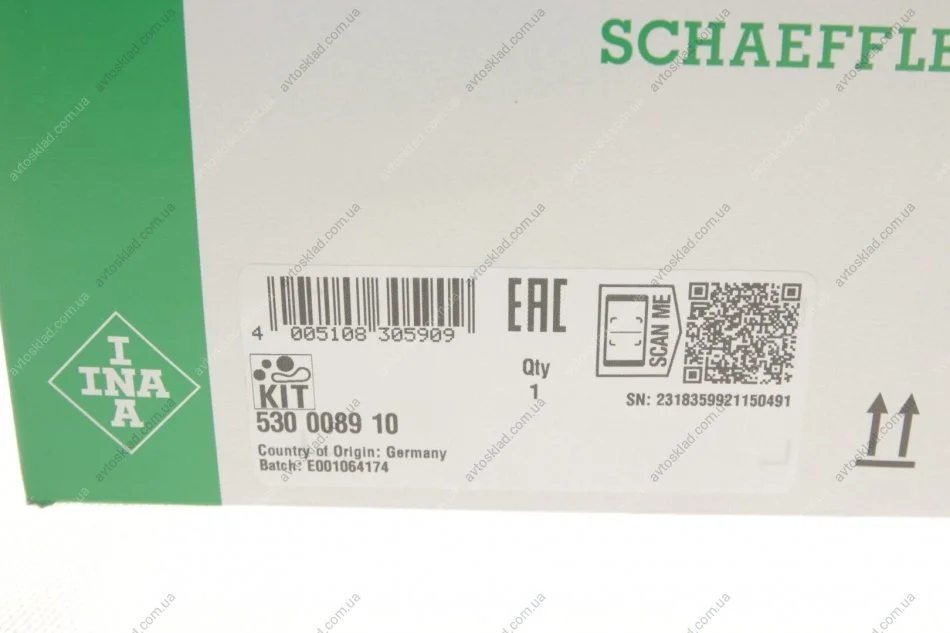 SCHAEFFLE
I
INA
A
4 005108 305909
EAC
SCAN ME
KIT
Qty
1
530 0089 10
SN: 2318359921150491
Country of Origin: Germany
Batch: E001064174
avtosklad.com.ua